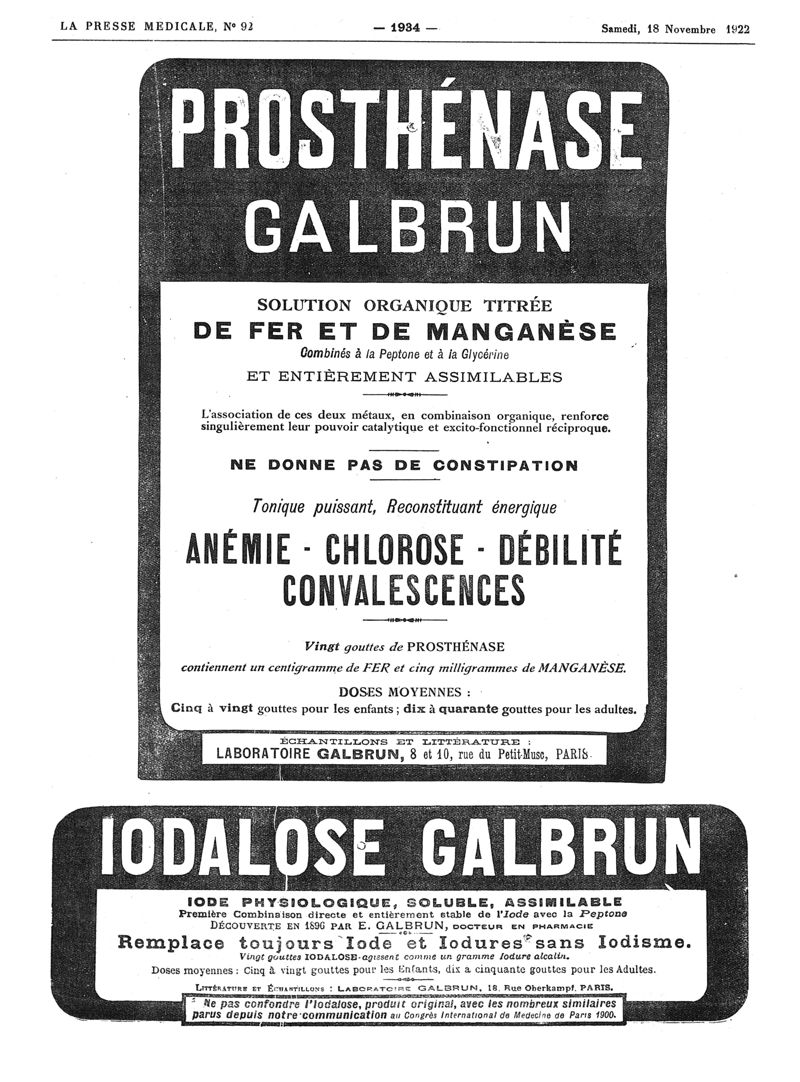 LA PRESSE MEDICALE, N° 92
— 1934 —
Samedi, 18 Novembre 1922
PROSTHÉNASE
GALBRUN
SOLUTION ORGANIQUE TITRÉE
DE FER ET DE MANGANÈSE
Combinés à la Peptone et à la Glycérine
ET ENTIÈREMENT ASSIMILABLES
L'association de ces deux métaux, en combinaison organique, renforce
singulièrement leur pouvoir catalytique et excito-fonctionnel réciproque.
NE DONNE PAS DE CONSTIPATION
Tonique puissant, Reconstituant énergique
ANÉMIE - CHLOROSE - DÉBILITÉ
CONVALESCENCES
Vingt gouttes de PROSTHÉNASE
contiennent un centigramme de FER et cinq milligrammes de MANGANÈSE.
DOSES MOYENNES :
Cinq à vingt gouttes pour les enfants ; dix à quarante gouttes pour les adultes.
ÉCHANTILLONS ET LITTÉRATURE :
LABORATOIRE GALBRUN, 8 et 10, rue du Petit-Musc, PARIS
IODALOSE GALBRUN
IODE PHYSIOLOGIQUE, SOLUBLE, ASSIMILABLE
Première Combinaison directe et entièrement stable de l'Iode avec la Peptone
DÉCOUVERTE EN 1896 PAR E. GALBRUN, DOCTEUR EN PHARMACIE
Remplace toujours Iode et Iodures sans Iodisme.
Vingt gouttes IODALOSE agissent comme un gramme Iodure alcalin.
Doses moyennes : Cinq à vingt gouttes pour les Enfants, dix a cinquante gouttes pour les Adultes.
LITTÉRATURE ET ÉCHANTILLONS : LABORATOIRE GALBRUN, 18, Rue Oberkampf, PARIS.
Ne pas confondre l'Iodalose, produit original, avec les nombreux similaires
parus depuis notre communication au Congrès International de Medecine de Paris 1900.